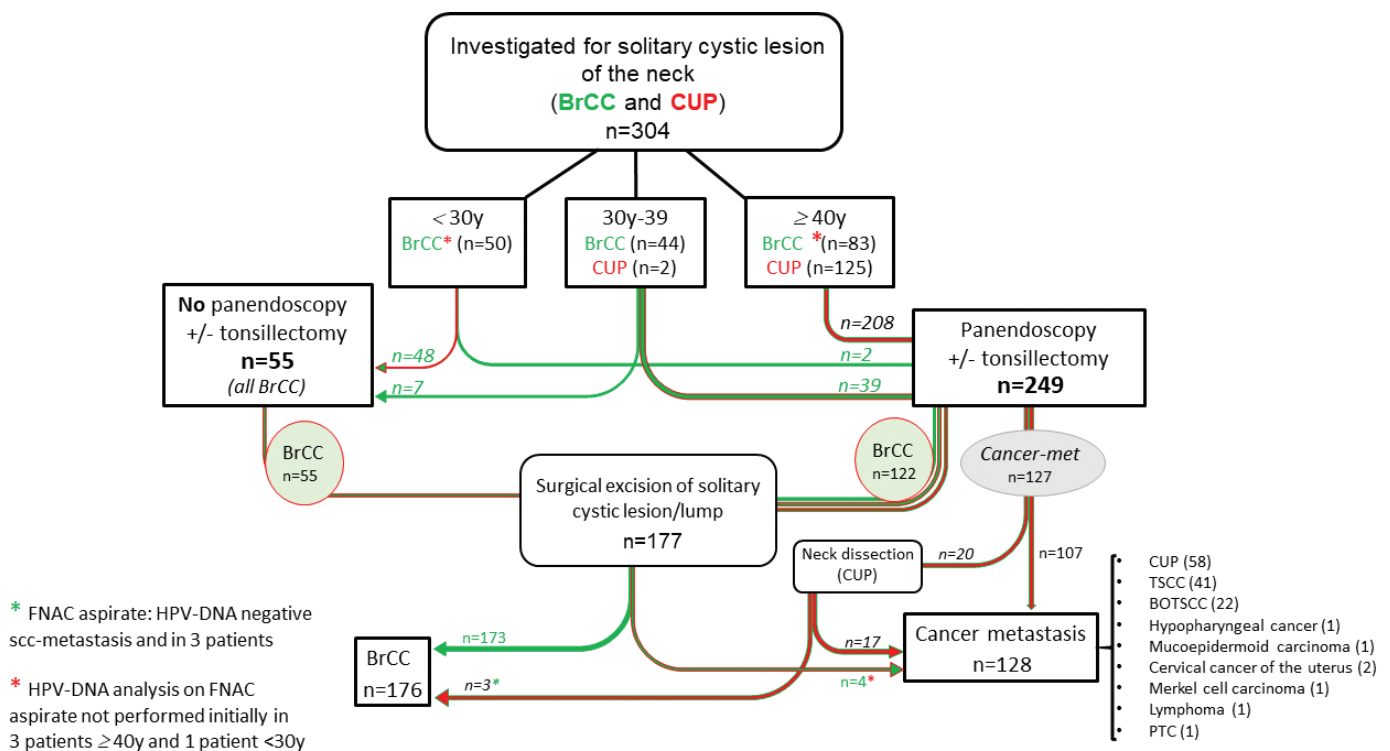 Investigated for solitary cystic lesion
of the neck
(BrCC and CUP)
n=304
<30y
BrCC* (n=50)
30y-39
BrCC (n=44)
CUP (n=2)
≥40y
BrCC *(n=83)
CUP (n=125)
No panendoscopy
+/- tonsillectomy
n=55
(all BrCC)
n=48
n=7
n=208
n=2
n=39
Panendoscopy
+/- tonsillectomy
n=249
BrCC
n=55
BrCC
n=122
Cancer-met
n=127
Surgical excision of solitary
cystic lesion/lump
n=177
Neck dissection
(CUP)
n=20
n=107
* FNAC aspirate: HPV-DNA negative
scc-metastasis and in 3 patients
* HPV-DNA analysis on FNAC
aspirate not performed initially in
3 patients ≥40y and 1 patient <30y
n=173
BrCC
n=176
n=3*
n=17
n=4*
Cancer metastasis
n=128
• CUP (58)
• TSCC (41)
• BOTSCC (22)
• Hypopharyngeal cancer (1)
• Mucoepidermoid carcinoma (1)
• Cervical cancer of the uterus (2)
• Merkel cell carcinoma (1)
• Lymphoma (1)
• PTC (1)